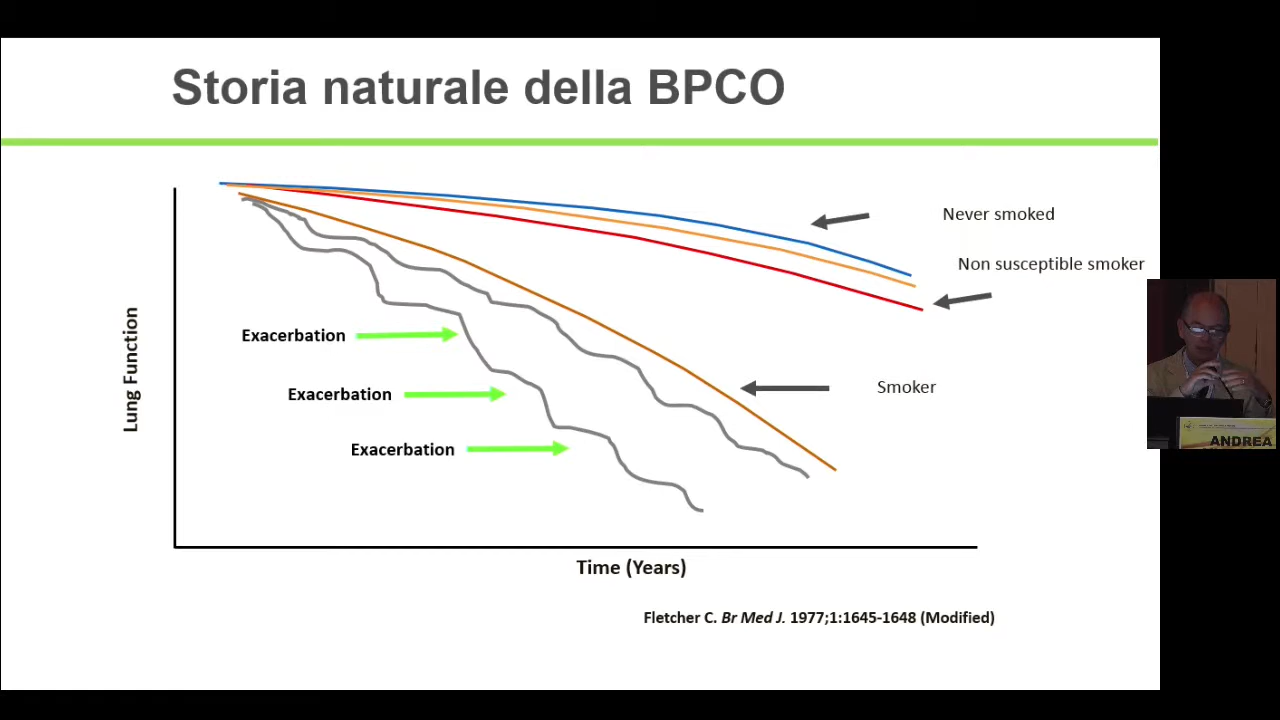 Storia naturale della BPCO
Never smoked
Non susceptible smoker
Lung Function
Exacerbation
Exacerbation
Smoker
Exacerbation
ANDREA
Time (Years)
Fletcher C. Br Med J. 1977;1:1645-1648 (Modified)